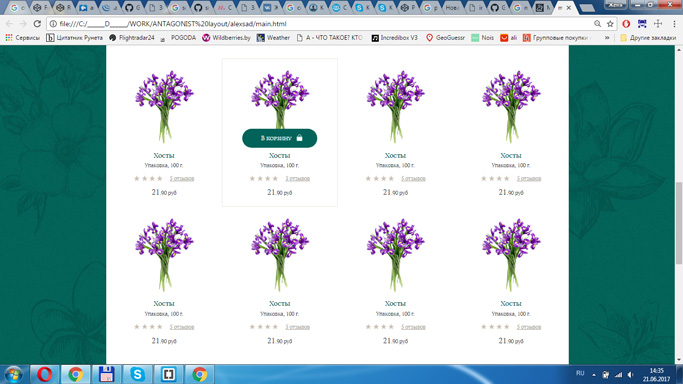 Женя
file:///C:/_____D_____/WORK/ANTAGONIST%20layout/alexsad/main.html
Сервисы Цитатник Рунета Flightradar24 POGODA Wildberries.by Weather А - ЧТО ТАКОЕ? КТО Incredibox V3 GeoGuessr Nois ali Групповые покупки » Другие закладки
В КОРЗИНУ
Хосты Хосты Хосты Хосты
Упаковка, 100 г. Упаковка, 100 г. Упаковка, 100 г. Упаковка, 100 г.
5 отзывов 5 отзывов 5 отзывов 5 отзывов
21.90 руб 21.90 руб 21.90 руб 21.90 руб
Хосты Хосты Хосты Хосты
Упаковка, 100 г. Упаковка, 100 г. Упаковка, 100 г. Упаковка, 100 г.
5 отзывов 5 отзывов 5 отзывов 5 отзывов
21.90 руб 21.90 руб 21.90 руб 21.90 руб
RU 14:35
21.06.2017